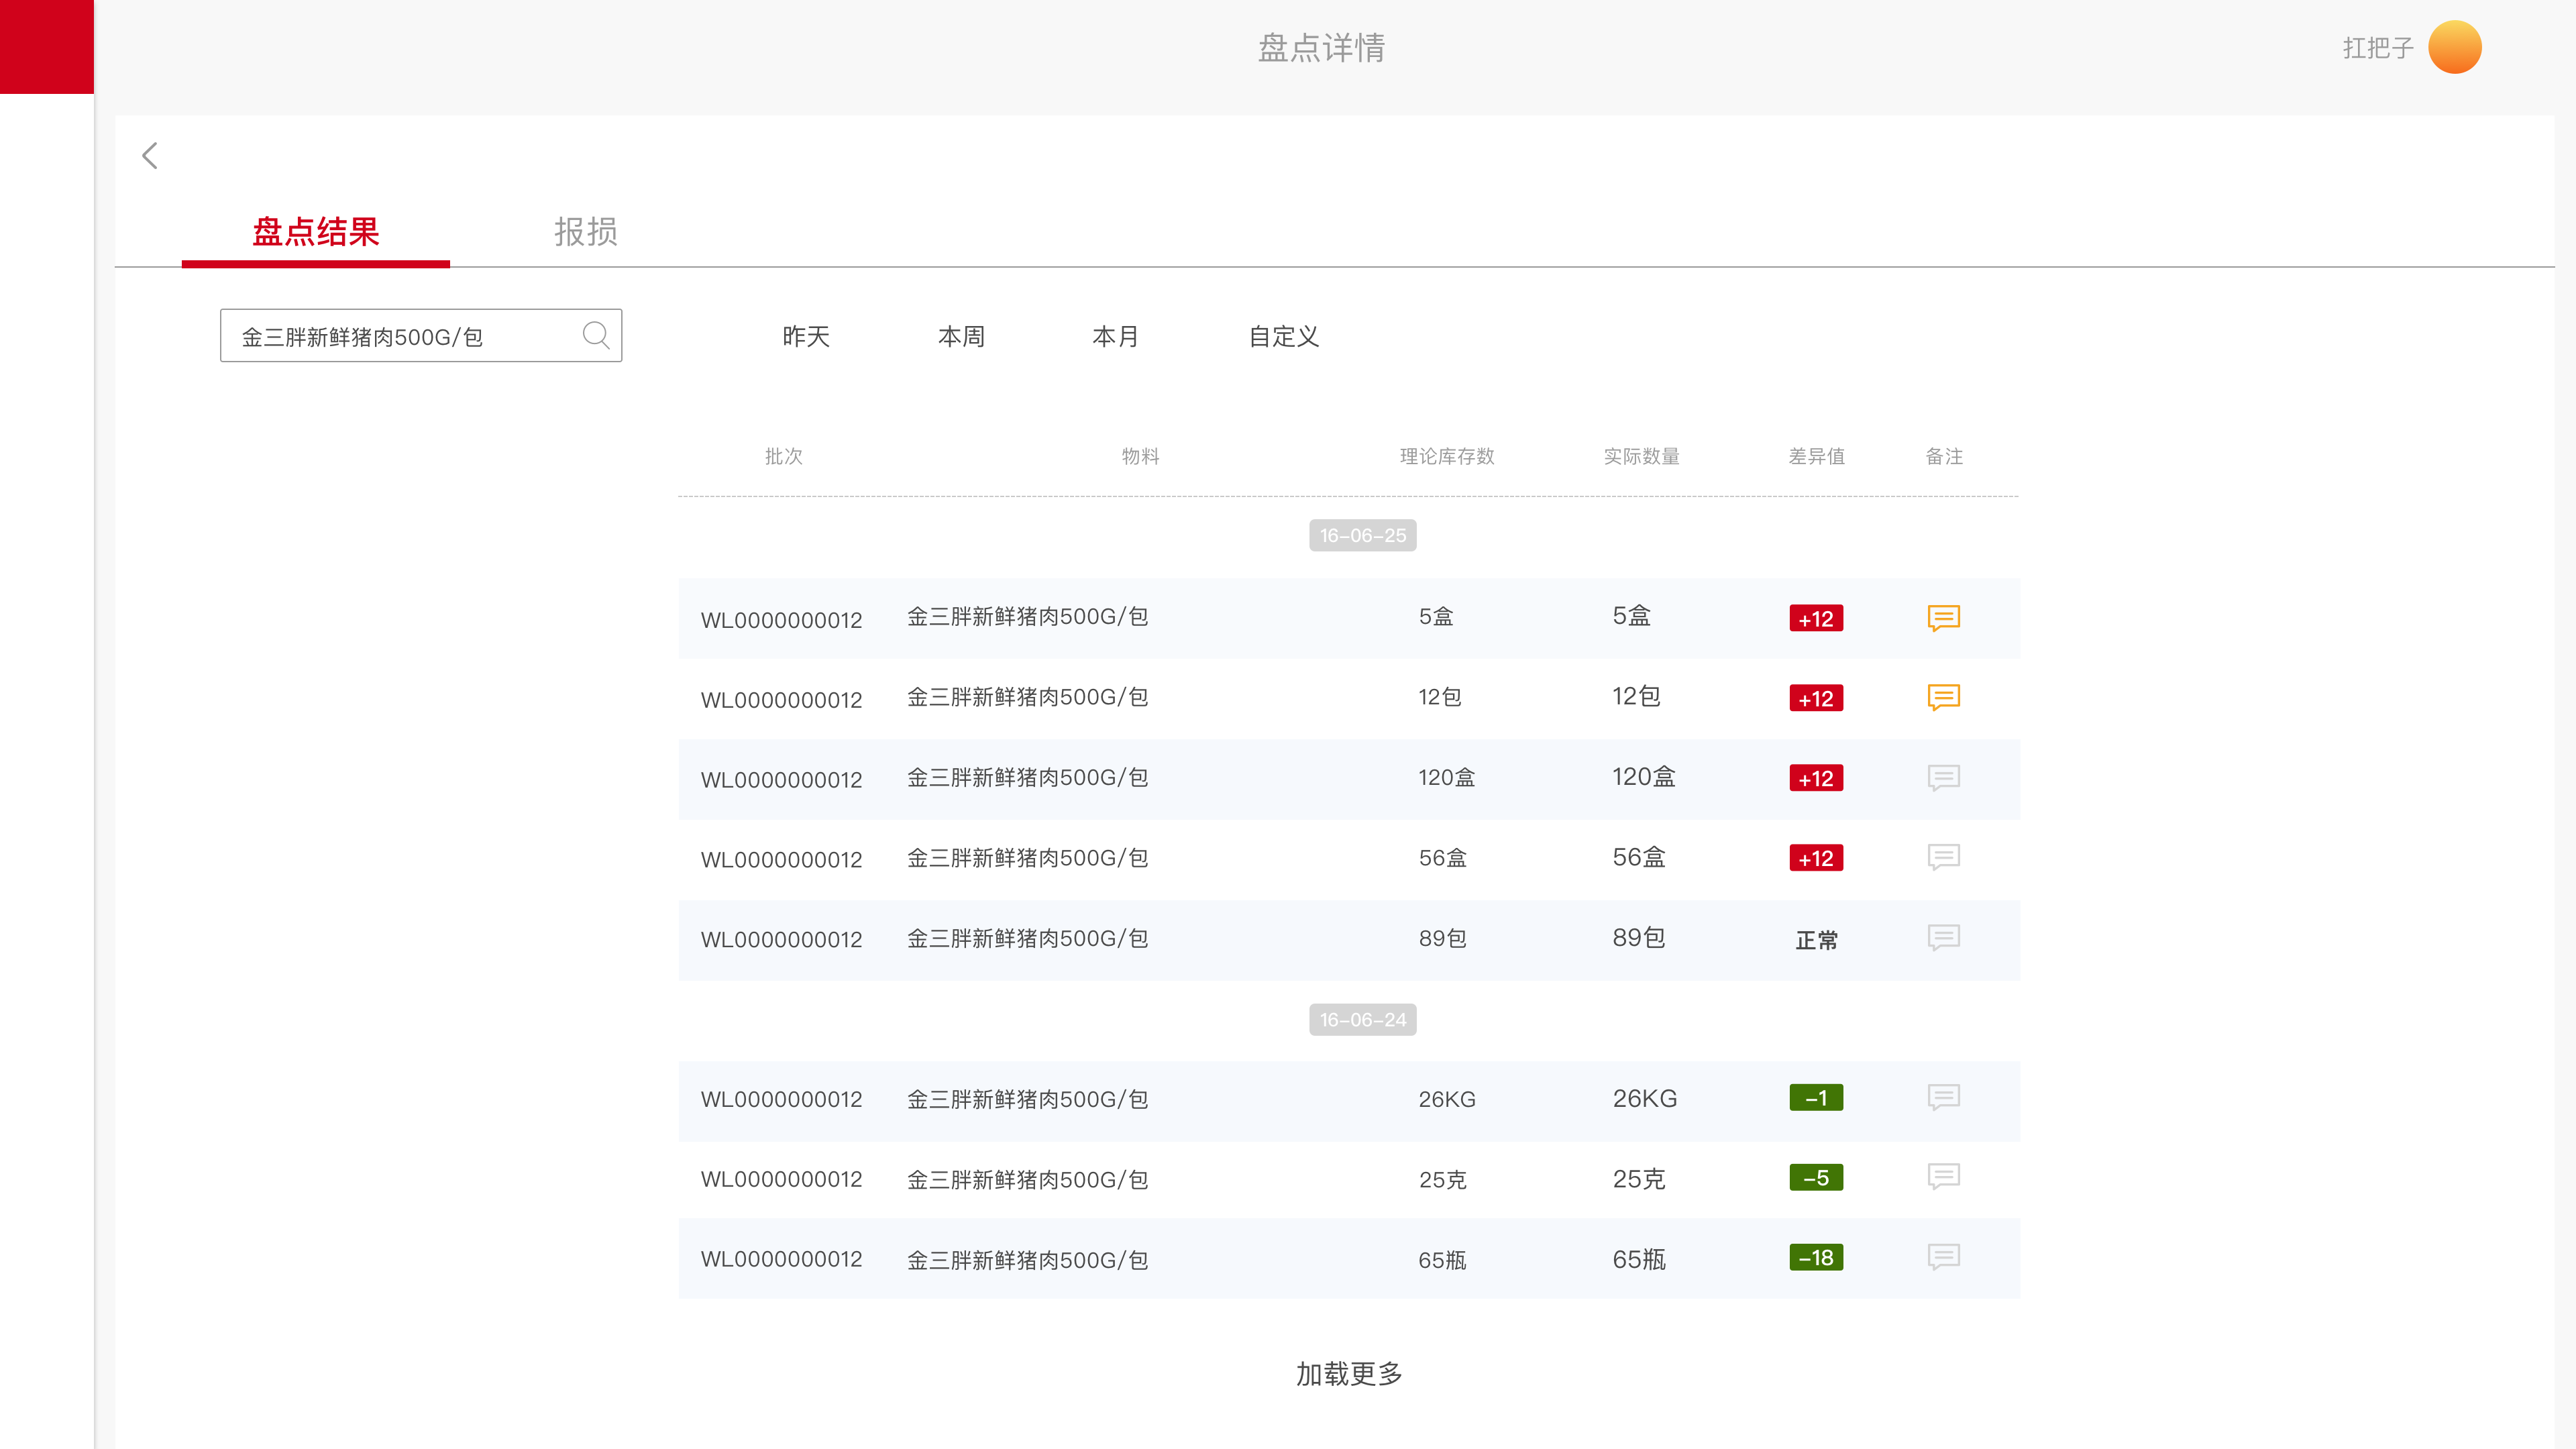 盘点详情
扛把子
盘点结果 报损
金三胖新鲜猪肉500G/包 昨天 本周 本月 自定义
批次 物料 理论库存数 实际数量 差异值 备注
16-06-25
WL0000000012 金三胖新鲜猪肉500G/包 5盒 5盒 +12
WL0000000012 金三胖新鲜猪肉500G/包 12包 12包 +12
WL0000000012 金三胖新鲜猪肉500G/包 120盒 120盒 +12
WL0000000012 金三胖新鲜猪肉500G/包 56盒 56盒 +12
WL0000000012 金三胖新鲜猪肉500G/包 89包 89包 正常
16-06-24
WL0000000012 金三胖新鲜猪肉500G/包 26KG 26KG -1
WL0000000012 金三胖新鲜猪肉500G/包 25克 25克 -5
WL0000000012 金三胖新鲜猪肉500G/包 65瓶 65瓶 -18
加载更多